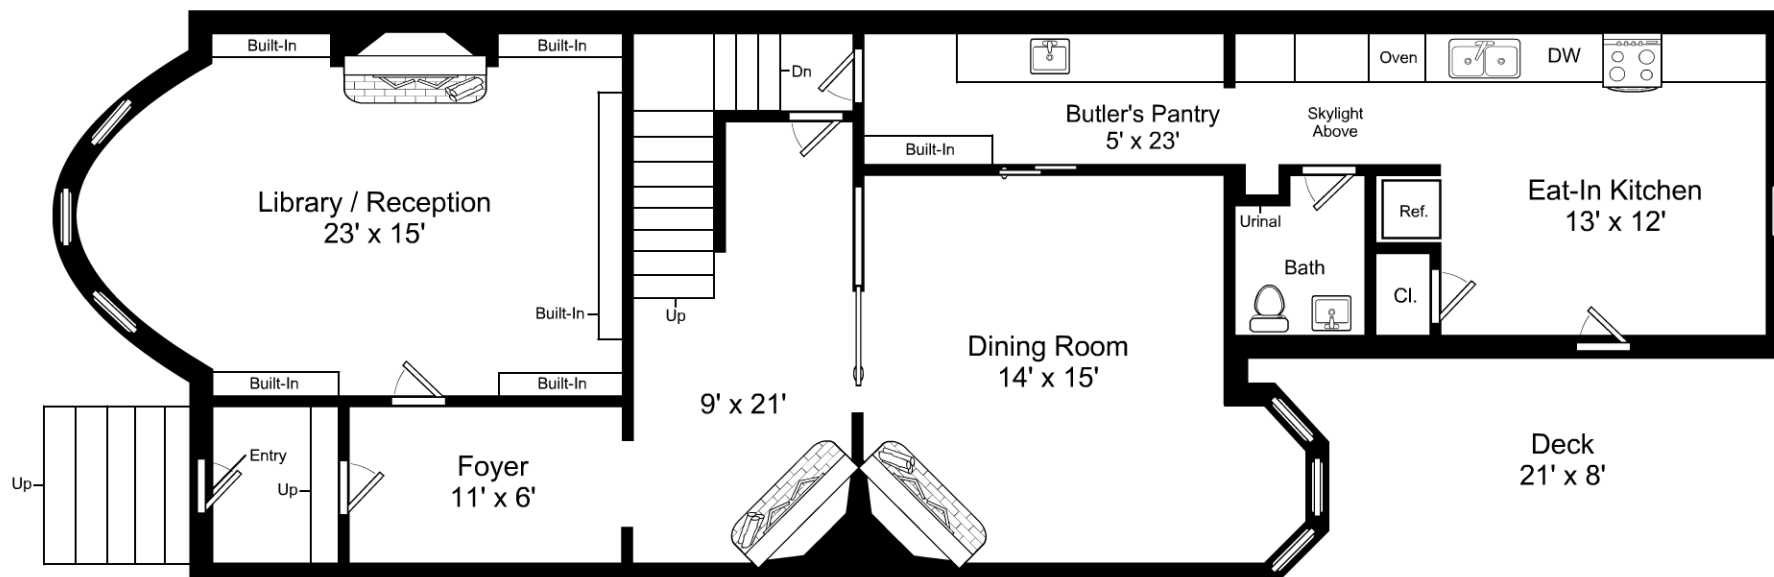 Built-In
Built-In
Dn
Oven
DW
Butler's Pantry
5' x 23'
Skylight
Above
Built-In
Library / Reception
23' x 15'
Urinal
Ref.
Eat-In Kitchen
13' x 12'
Bath
Cl.
Built-In
Up
Dining Room
14' x 15'
Built-In
Built-In
9' x 21'
Entry
Up
Up
Foyer
11' x 6'
Deck
21' x 8'